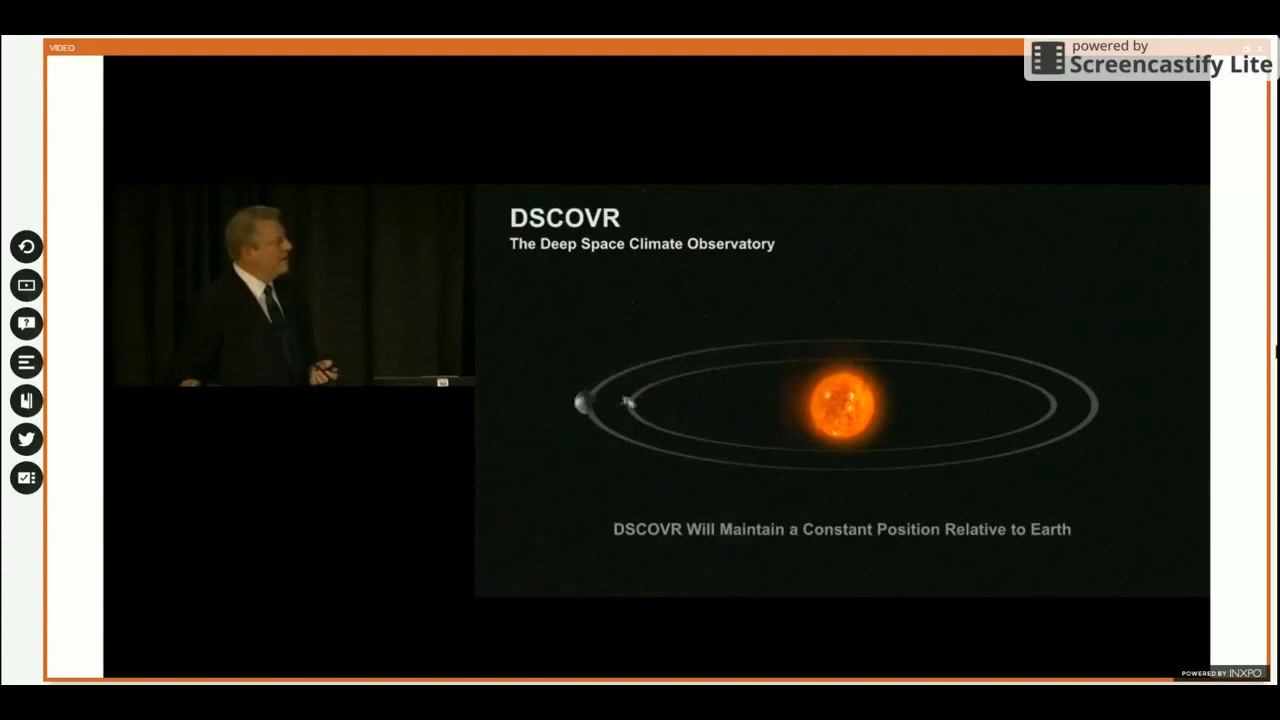 VIDEO
powered by
Screencastify Lite
DSCOVR
The Deep Space Climate Observatory
DSCOVR Will Maintain a Constant Position Relative to Earth
POWERED BY INXPO